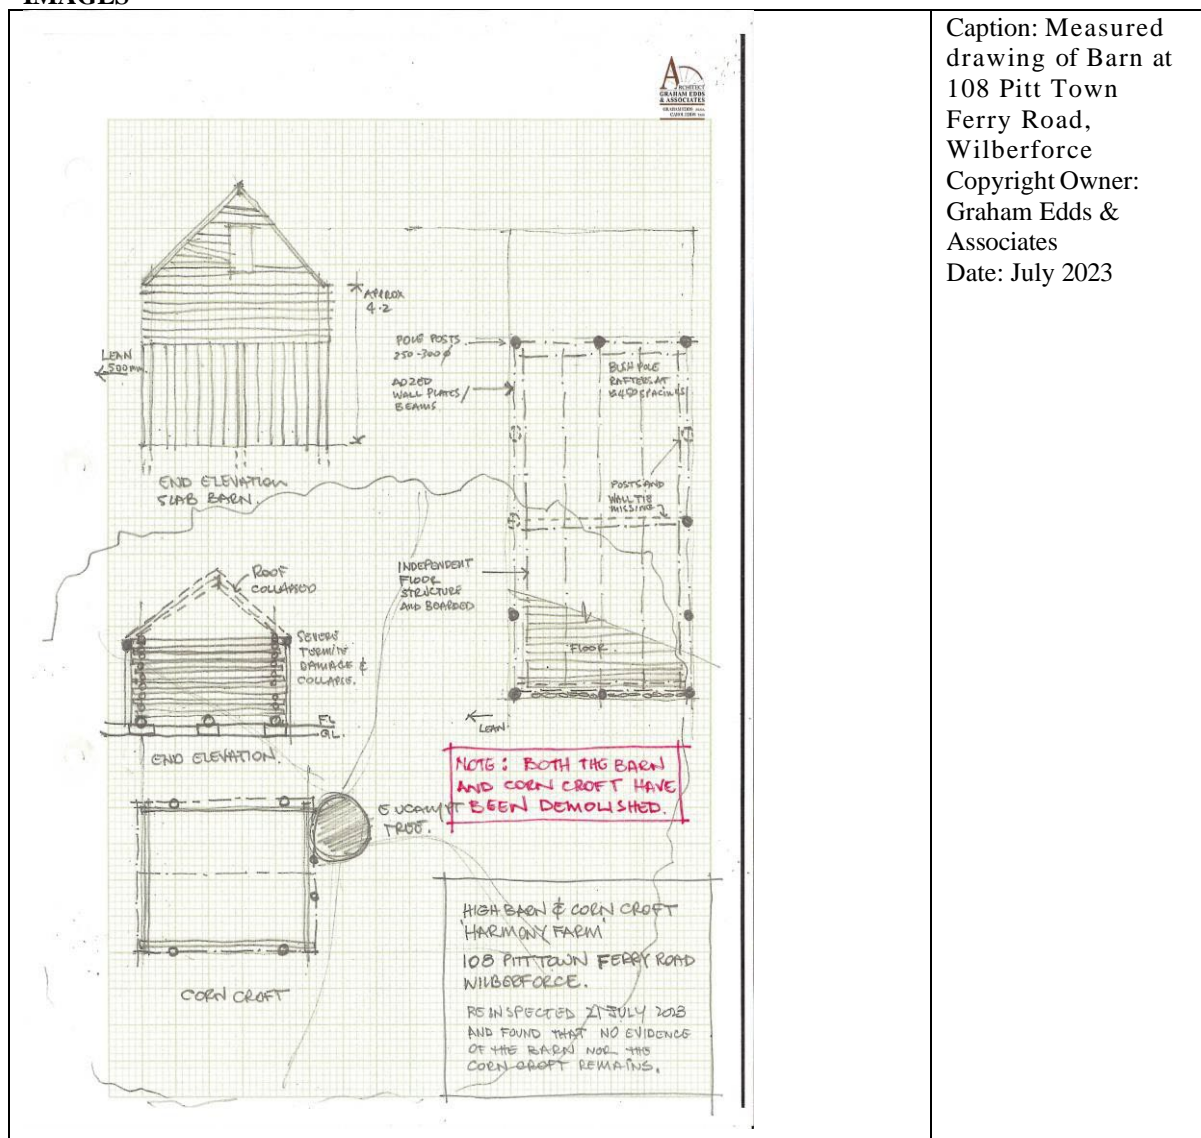 IMAGES
ARCHITECT
GRAHAM EDDS
& ASSOCIATES
APPROX
4.2
LEAN
500mm
END ELEVATION
SLAB BARN.
POLE POSTS
250-300ϕ
ADZED
WALL PLATES/
BEAMS
BUSH POLE
RAFTERS AT
SPACINGS
POSTS AND
WALL TIE
MISSING
INDEPENDENT
FLOOR
STRUCTURE
AND BOARDED
FLOOR.
LEAN.
ROOF
COLLAPSED
SEVERE
TERMITE
DAMAGE &
COLLAPSE.
FL
GL.
END ELEVATION.
EUCALYPT
TREE.
CORN CROFT
NOTE: BOTH THE BARN
AND CORN CROFT HAVE
BEEN DEMOLISHED.
HIGH BARN & CORN CROFT
'HARMONY FARM'
108 PITT TOWN FERRY ROAD
WILBERFORCE.
REINSPECTED 21 JULY 2023
AND FOUND THAT NO EVIDENCE
OF THE BARN NOR THE
CORN CROFT REMAINS.
Caption: Measured
drawing of Barn at
108 Pitt Town
Ferry Road,
Wilberforce
Copyright Owner:
Graham Edds &
Associates
Date: July 2023